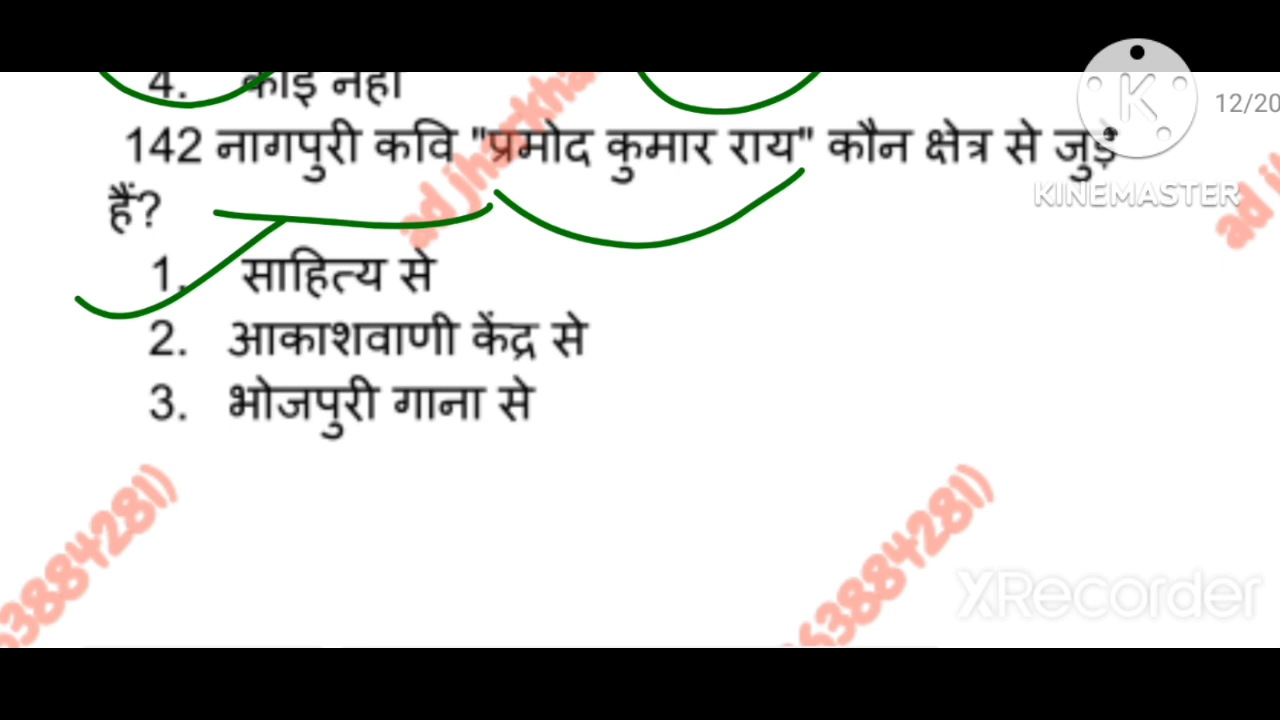 4. कोई नहीं
12/20
142 नागपुरी कवि "प्रमोद कुमार राय" कौन क्षेत्र से जुड़े
हैं?
KINEMASTER
1. साहित्य से
2. आकाशवाणी केंद्र से
3. भोजपुरी गाना से
XRecorder